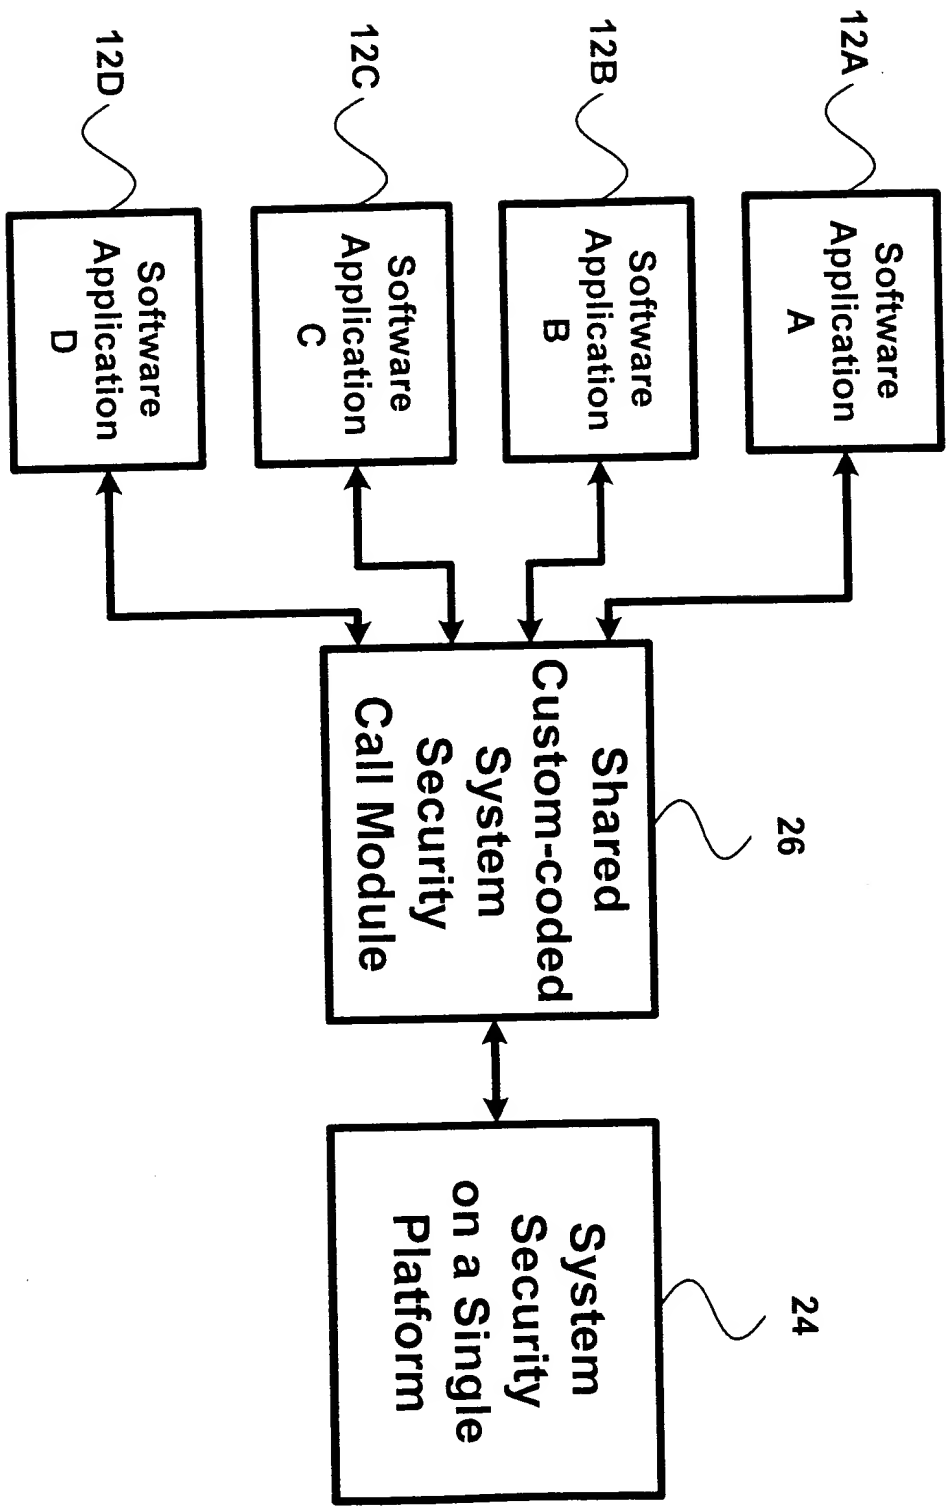 12A
Software
Application
A
12B
Software
Application
B
12C
Software
Application
C
12D
Software
Application
D
26
Shared
Custom-coded
System
Security
Call Module
24
System
Security
on a Single
Platform